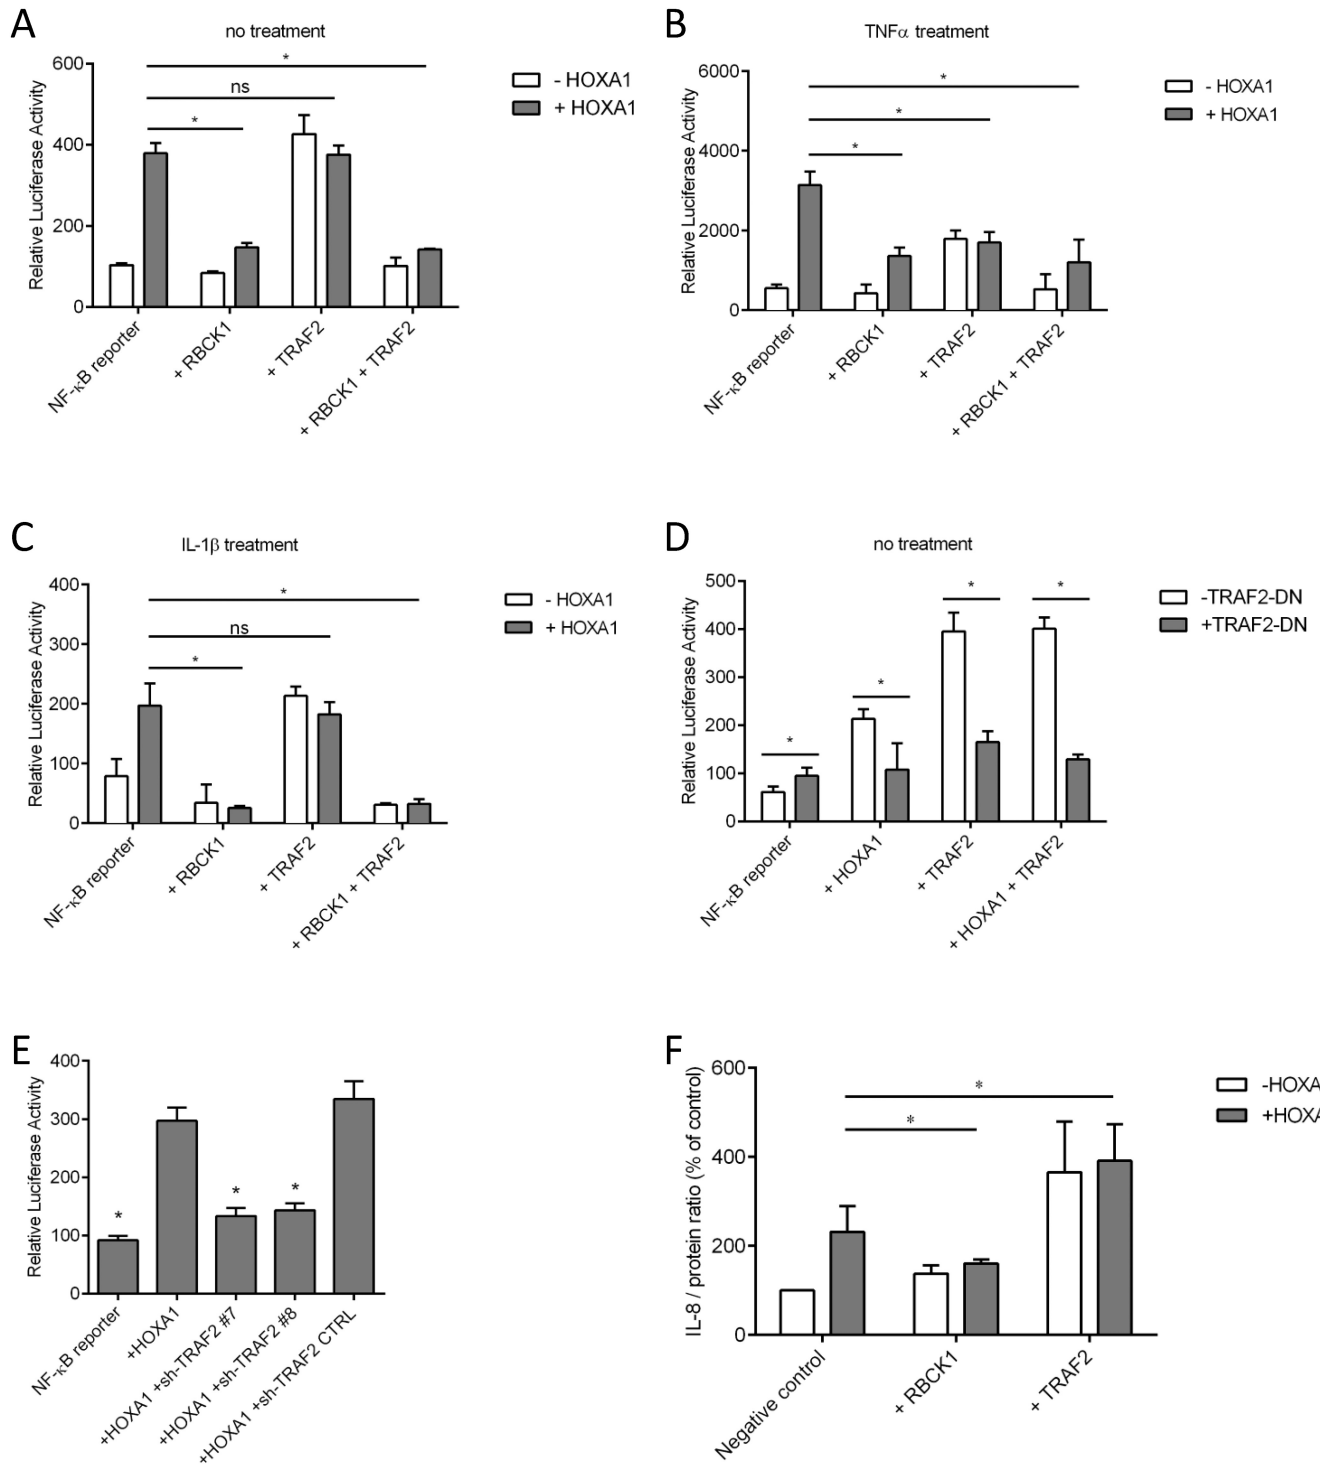 A
no treatment
Relative Luciferase Activity
600
400
200
0
*
ns
*
- HOXA1
+ HOXA1
NF-κB reporter
+ RBCK1
+ TRAF2
+ RBCK1 + TRAF2
B
TNFα treatment
Relative Luciferase Activity
6000
4000
2000
0
*
*
*
- HOXA1
+ HOXA1
NF-κB reporter
+ RBCK1
+ TRAF2
+ RBCK1 + TRAF2
C
IL-1β treatment
Relative Luciferase Activity
400
300
200
100
0
*
ns
*
- HOXA1
+ HOXA1
NF-κB reporter
+ RBCK1
+ TRAF2
+ RBCK1 + TRAF2
D
no treatment
Relative Luciferase Activity
500
400
300
200
100
0
*
*
*
*
-TRAF2-DN
+TRAF2-DN
NF-κB reporter
+ HOXA1
+ TRAF2
+ HOXA1 + TRAF2
E
Relative Luciferase Activity
400
300
200
100
0
*
*
*
NF-κB reporter
+HOXA1
+HOXA1 +sh-TRAF2 #7
+HOXA1 +sh-TRAF2 #8
+HOXA1 +sh-TRAF2 CTRL
F
IL-8 / protein ratio (% of control)
600
400
200
0
*
*
-HOXA
+HOXA
Negative control
+ RBCK1
+ TRAF2